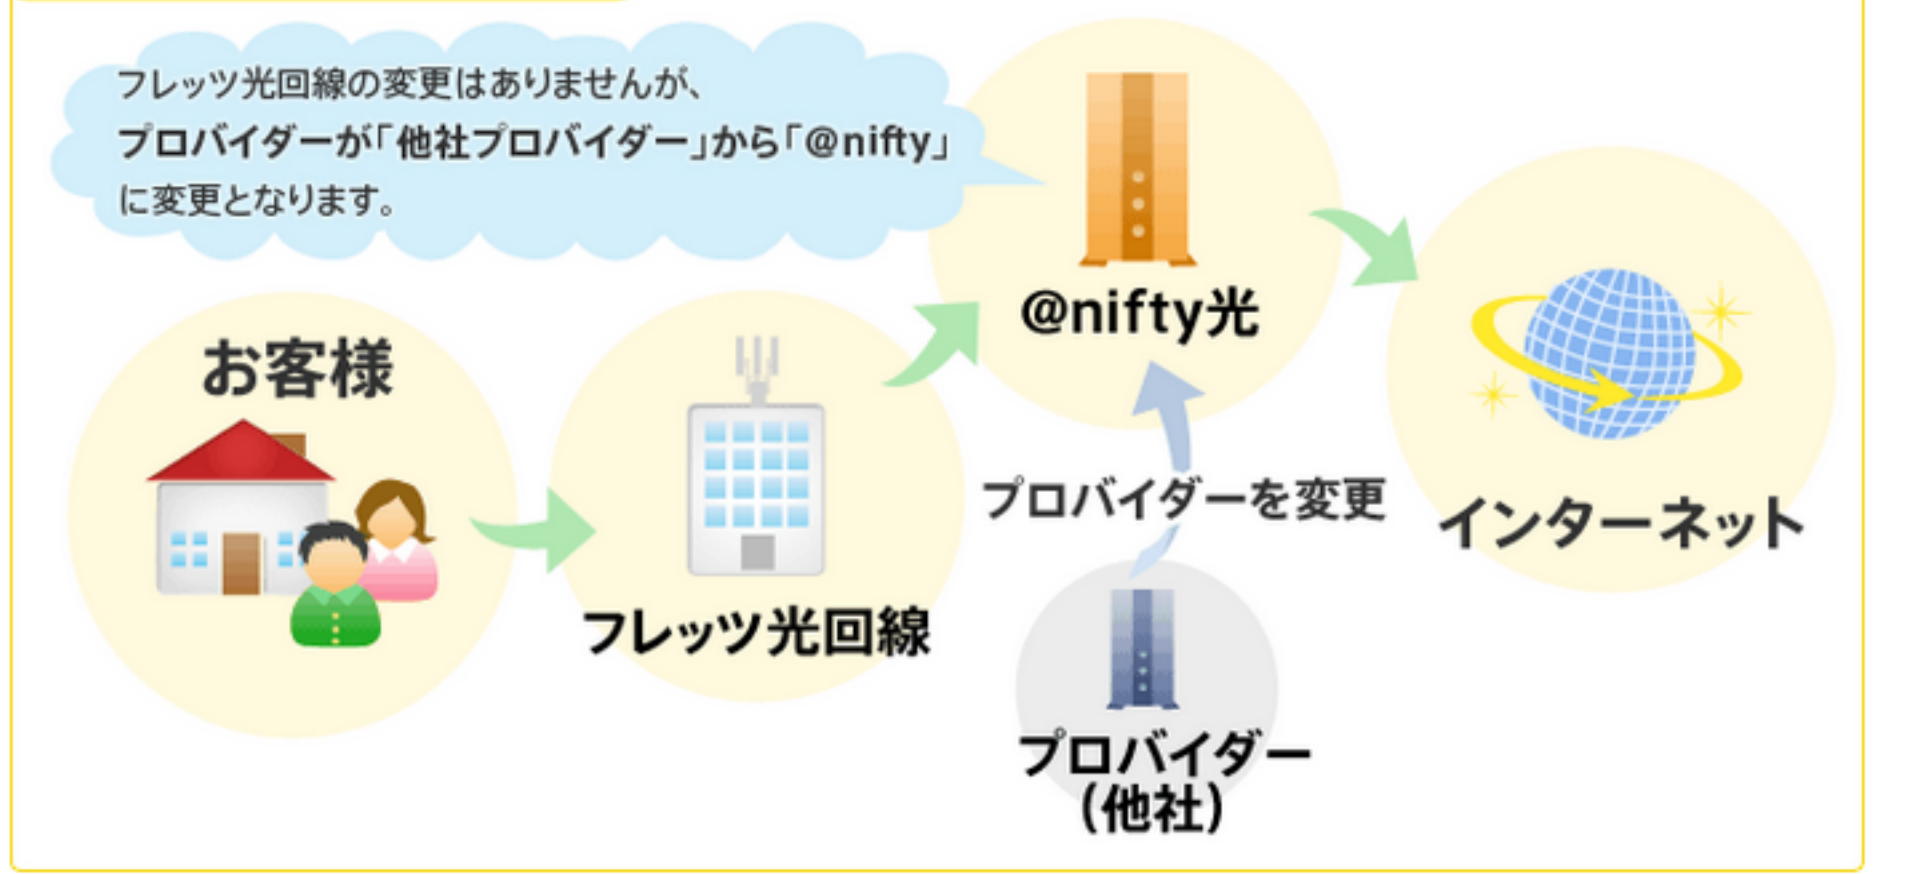 フレッツ光回線の変更はありませんが、
プロバイダーが「他社プロバイダー」から「@nifty」
に変更となります。
お客様
フレッツ光回線
@nifty光
プロバイダーを変更
プロバイダー
(他社)
インターネット